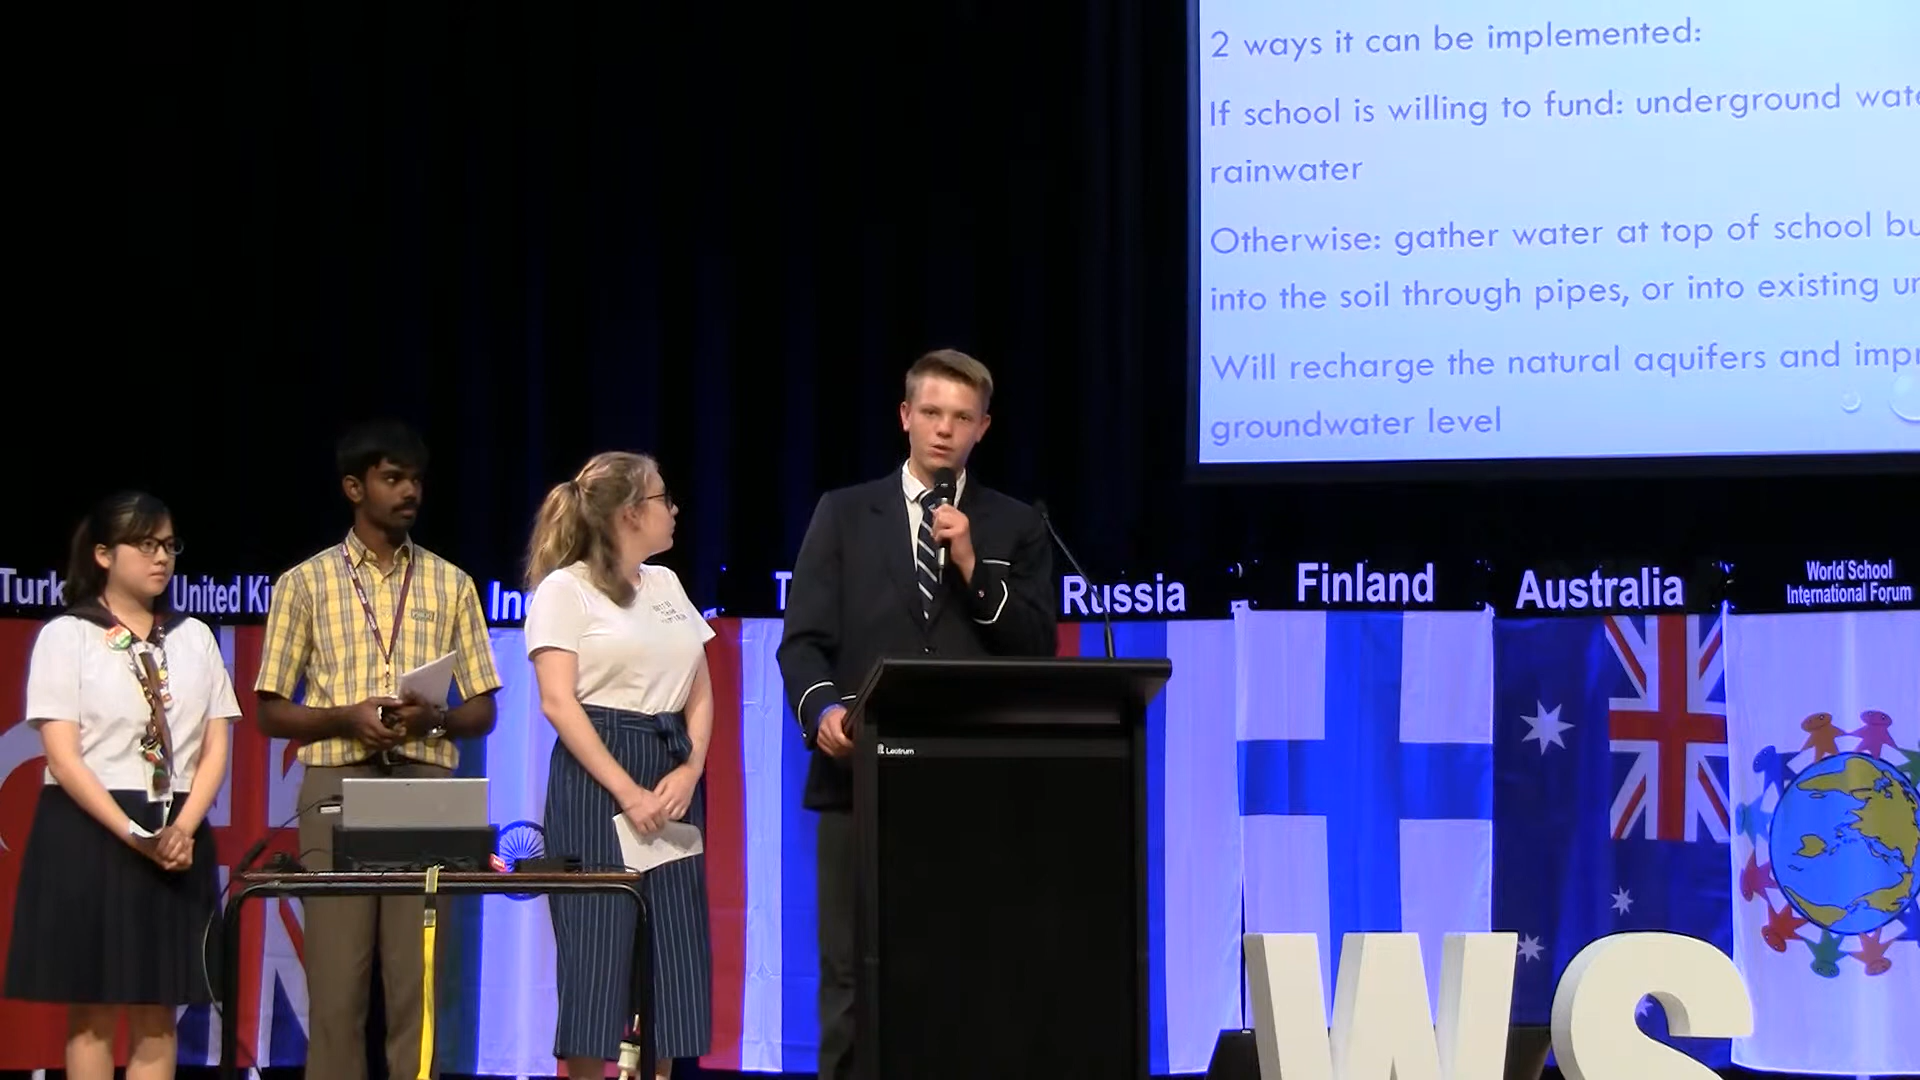 2 ways it can be implemented:
If school is willing to fund: underground
rainwater
Otherwise: gather water at top of school
into the soil through pipes, or into existing
Will recharge the natural aquifers and
groundwater level
Turk
United Ki
Russia
Finland
Australia
World School
International Forum
Lectrum
WS